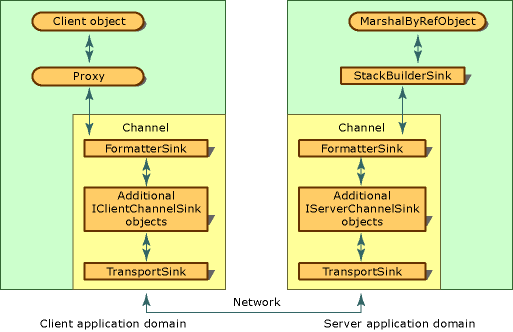 Client object
Proxy
Channel
FormatterSink
Additional
IClientChannelSink
objects
TransportSink
MarshalByRefObject
StackBuilderSink
Channel
FormatterSink
Additional
IServerChannelSink
objects
TransportSink
Network
Client application domain
Server application domain